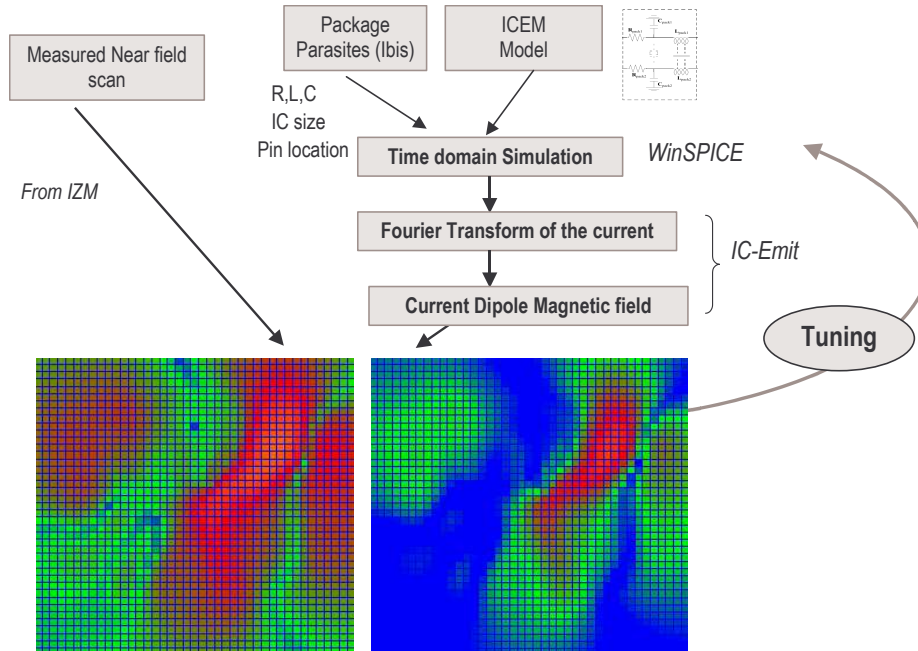 Package
Parasites (Ibis)
ICEM
Model
Measured Near field
scan
R,L,C
IC size
Pin location
Time domain Simulation
WinSPICE
From IZM
Fourier Transform of the current
IC-Emit
Current Dipole Magnetic field
Tuning